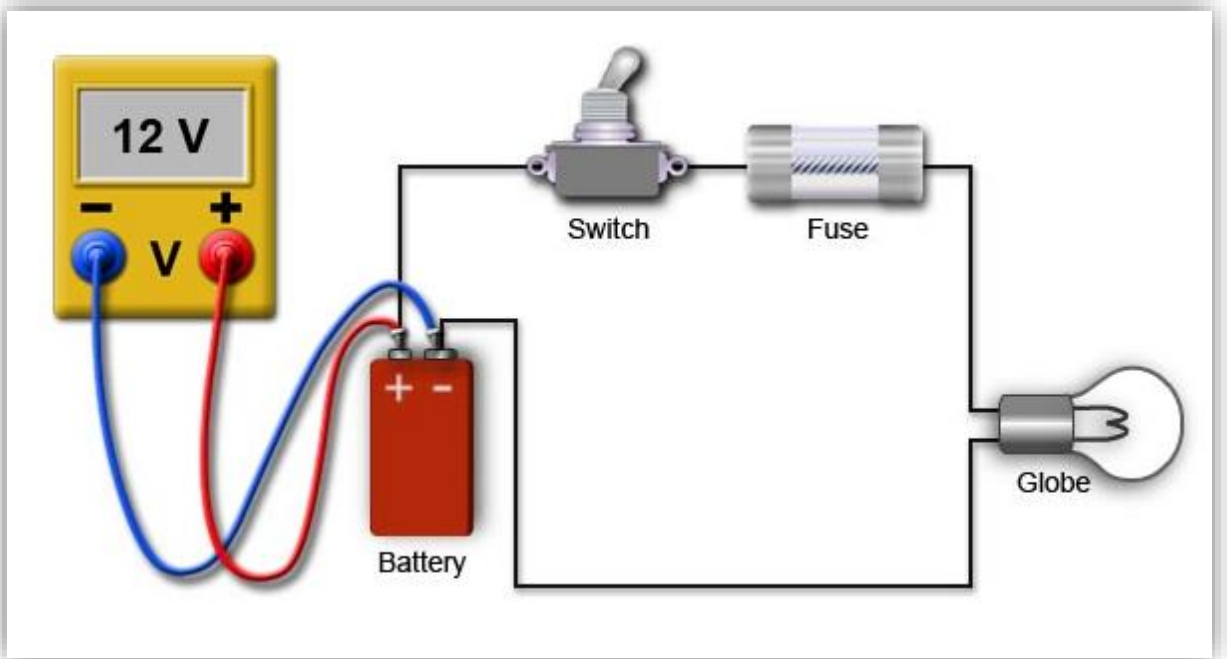 12 V
- +
V
Switch
Fuse
+ -
Battery
Globe